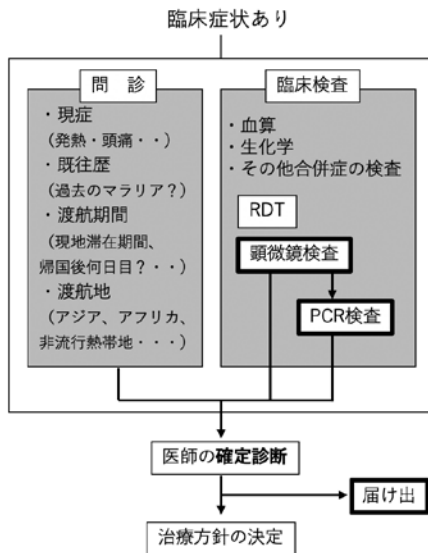 臨床症状あり
問 診
・現症
(発熱・頭痛・・)
・既往歴
(過去のマラリア?)
・渡航期間
(現地滞在期間、
帰国後何日目?・・)
・渡航地
(アジア、アフリカ、
非流行熱帯地・・・)
臨床検査
・血算
・生化学
・その他合併症の検査
RDT
顕微鏡検査
PCR検査
医師の確定診断
届け出
治療方針の決定